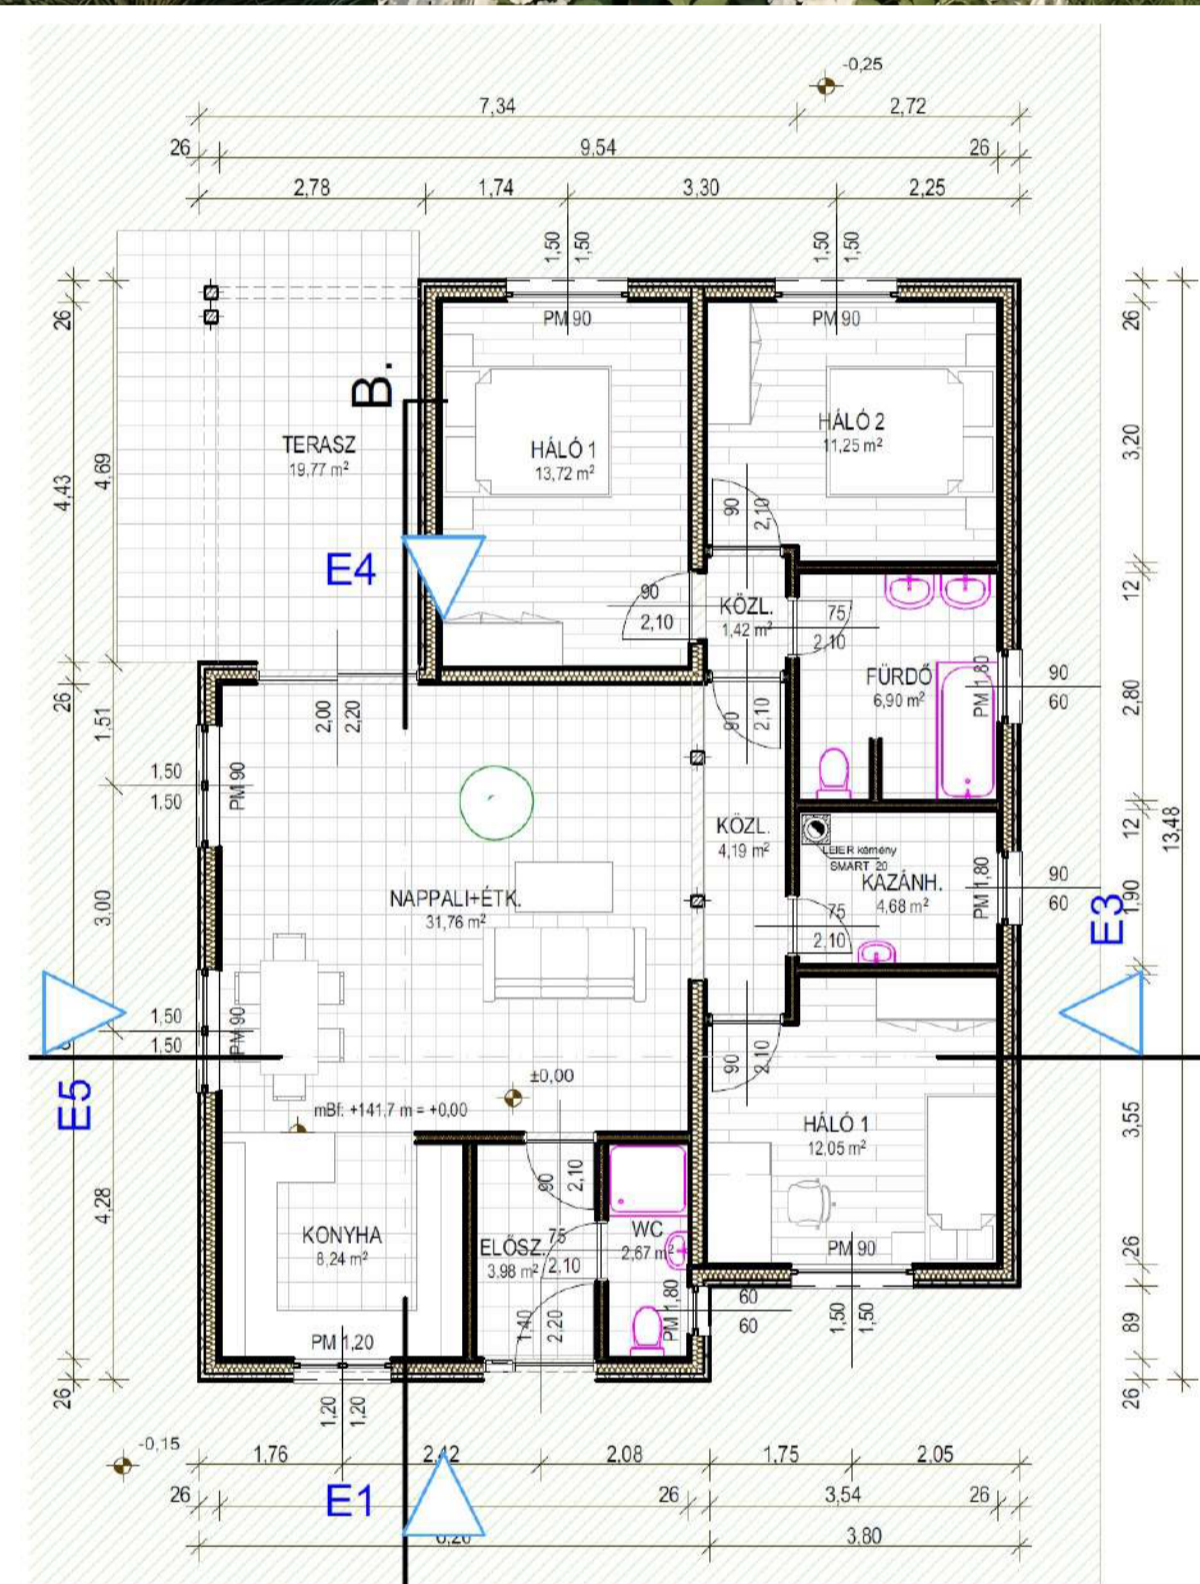 -0,25
7,34
2,72
26
9,54
26
2,78
1,74
3,30
2,25
1,50
1,50
1,50
1,50
PM 90
PM 90
26
4,43
4,69
26
3,20
B.
TERASZ
19,77 m²
HÁLÓ 1
13,72 m²
HÁLÓ 2
11,25 m²
90
2,10
E4
90
2,10
KÖZL.
1,42 m²
75
2,10
12
FÜRDŐ
6,90 m²
PM 1,80
90
60
2,80
26
1,51
2,00
2,20
90
2,10
1,50
1,50
PM 90
KÖZL.
4,19 m²
LEIER kémény
SMART 20
KAZÁNH.
4,68 m²
PM 1,80
90
60
12
1,90
13,48
3,00
NAPPALI+ÉTK.
31,76 m²
75
2,10
E3
1,50
1,50
PM 90
E5
90
2,10
±0,00
mBf: +141,7 m = +0,00
HÁLÓ 1
12,05 m²
3,55
4,28
90
2,10
KONYHA
8,24 m²
ELŐSZ.
3,98 m²
75
2,10
WC
2,67 m²
PM 90
26
PM 1,80
60
60
1,50
1,50
89
PM 1,20
1,40
2,20
26
26
1,20
1,20
-0,15
1,76
2,42
2,08
1,75
2,05
26
E1
26
3,54
26
6,20
3,80